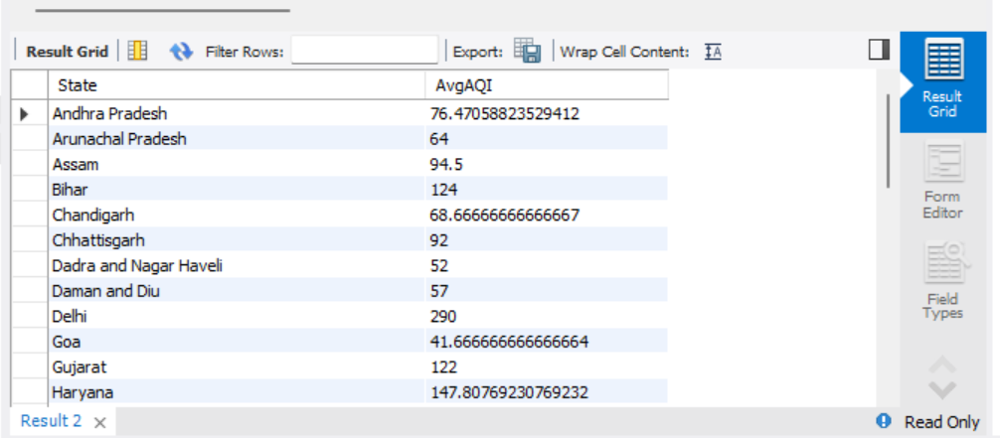 Result Grid Filter Rows: Export: Wrap Cell Content: IA
State AvgAQI
Andhra Pradesh 76.47058823529412
Arunachal Pradesh 64
Assam 94.5
Bihar 124
Chandigarh 68.66666666666667
Chhattisgarh 92
Dadra and Nagar Haveli 52
Daman and Diu 57
Delhi 290
Goa 41.666666666666664
Gujarat 122
Haryana 147.80769230769232
Result
Grid
Form
Editor
Field
Types
Result 2 × Read Only